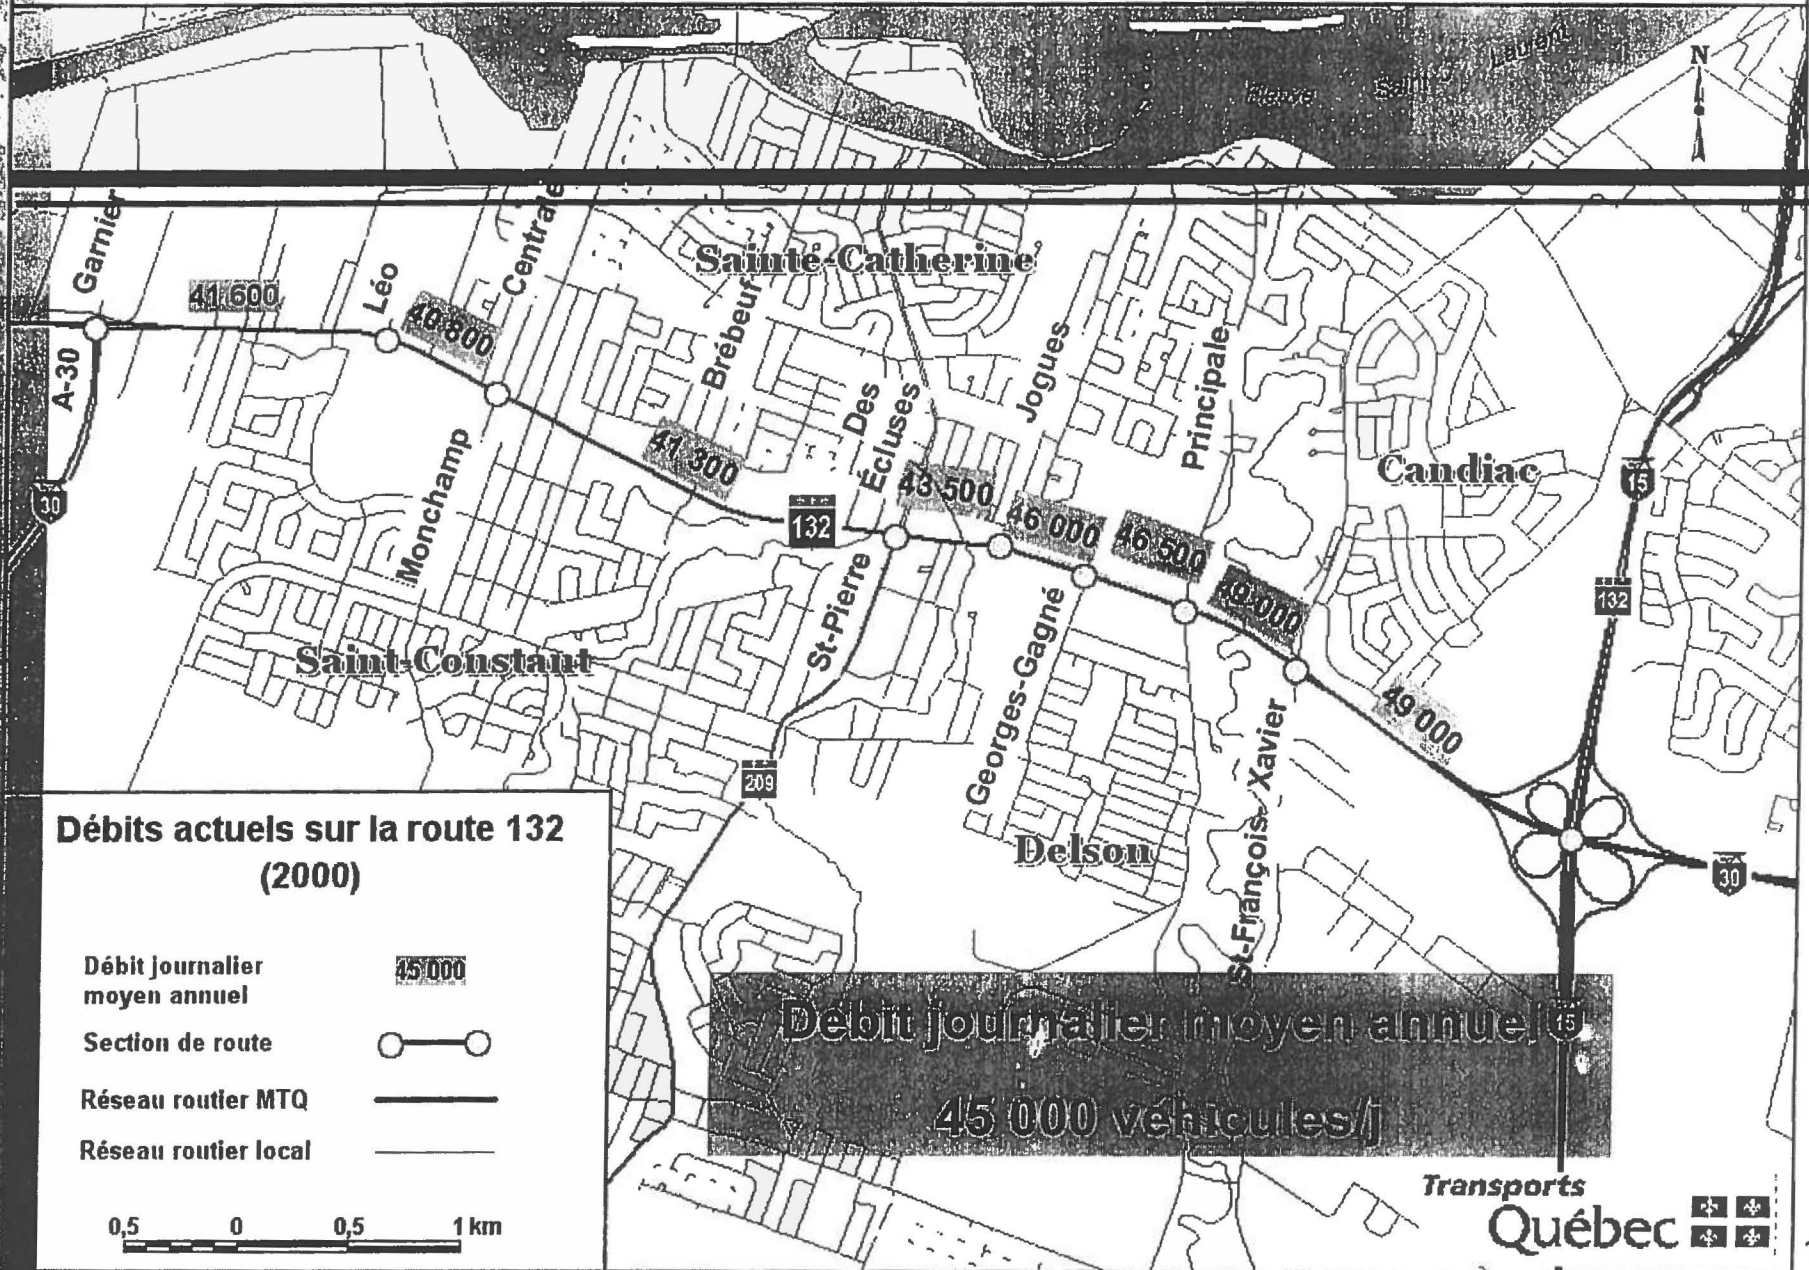 Fleuve Saint Laurent
N
Garnier
41 600
Léo
40 800
Centrale
Sainte-Catherine
Brébeuf
Jogues
Principale
A-30
Des
Écluses
41 300
43 500
46 000
46 500
49 000
Candiac
15
30
Monchamp
132
132
St-Pierre
Saint-Constant
Georges-Gagné
49 000
St-François-Xavier
209
Delson
30
Débits actuels sur la route 132
(2000)
Débit journalier
moyen annuel
45 000
Section de route
Réseau routier MTQ
Réseau routier local
0,5 0 0,5 1 km
Débit journalier moyen annuel
15
45 000 véhicules/j
Transports
Québec